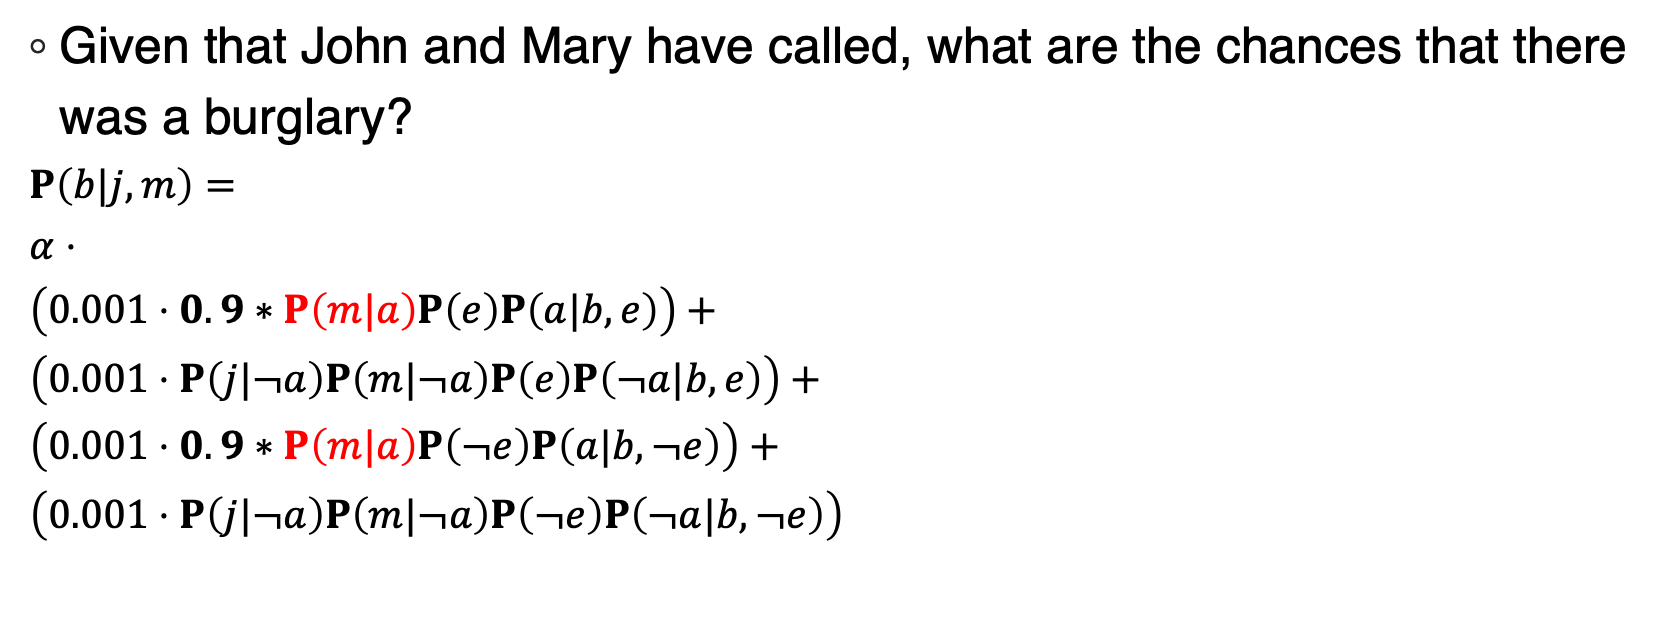 ◦ Given that John and Mary have called, what are the chances that there
was a burglary?
𝐏(𝑏|𝑗, 𝑚) =
𝛼 ·
(0.001 · 𝟎. 𝟗 ∗ 𝐏(𝑚|𝑎)𝐏(𝑒)𝐏(𝑎|𝑏, 𝑒)) +
(0.001 · 𝐏(𝑗|¬𝑎)𝐏(𝑚|¬𝑎)𝐏(𝑒)𝐏(¬𝑎|𝑏, 𝑒)) +
(0.001 · 𝟎. 𝟗 ∗ 𝐏(𝑚|𝑎)𝐏(¬𝑒)𝐏(𝑎|𝑏, ¬𝑒)) +
(0.001 · 𝐏(𝑗|¬𝑎)𝐏(𝑚|¬𝑎)𝐏(¬𝑒)𝐏(¬𝑎|𝑏, ¬𝑒))